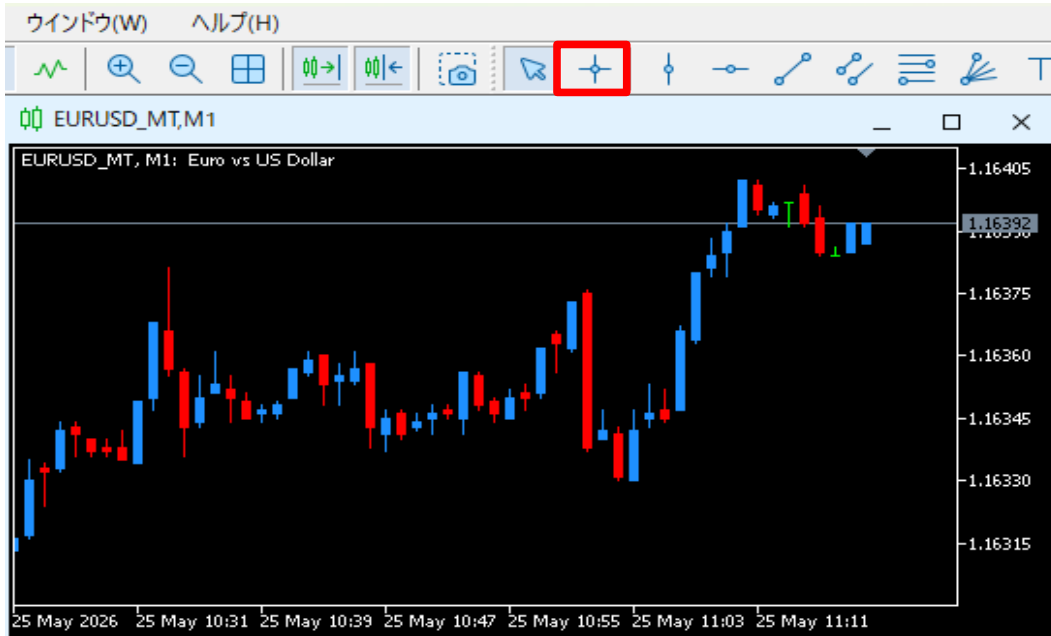 ウインドウ(W) ヘルプ(H)
T
EURUSD_MT,M1
EURUSD_MT, M1: Euro vs US Dollar
1.16405
1.16392
1.16375
1.16360
1.16345
1.16330
1.16315
25 May 2026 25 May 10:31 25 May 10:39 25 May 10:47 25 May 10:55 25 May 11:03 25 May 11:11